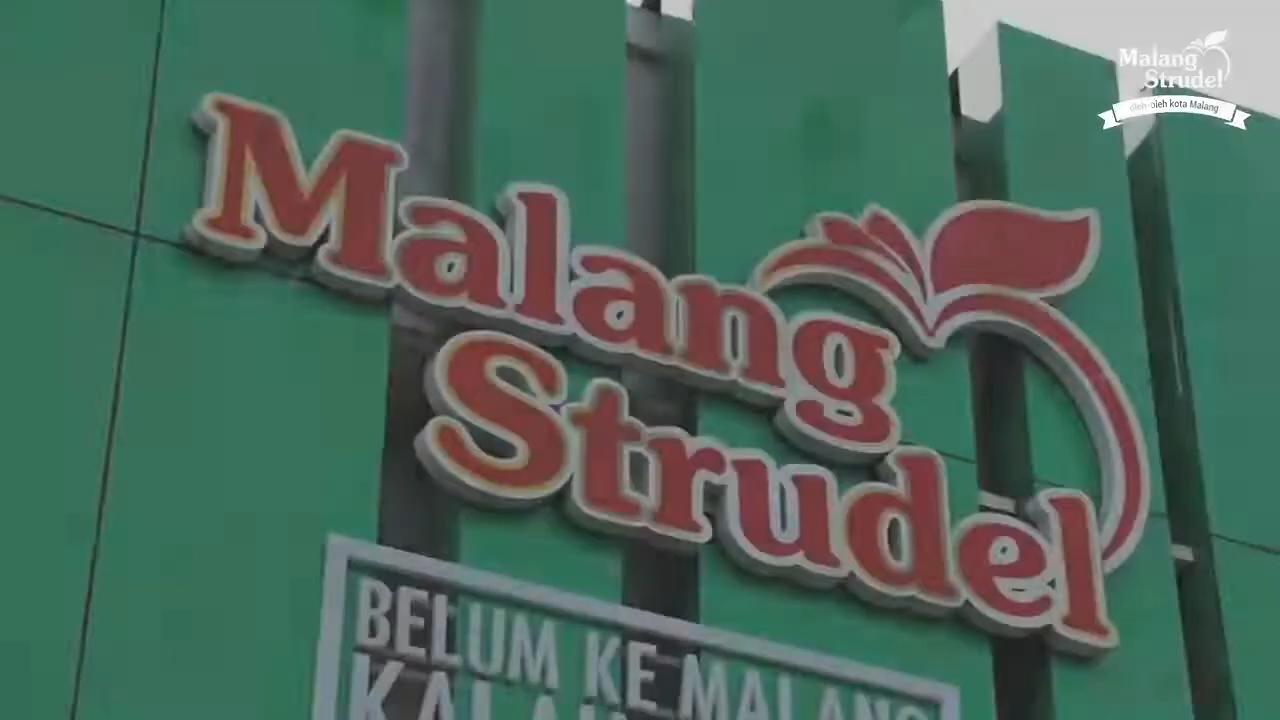 Malang
Strudel
oleh-oleh kota Malang
Malang
Strudel
BELUM KE MALANG